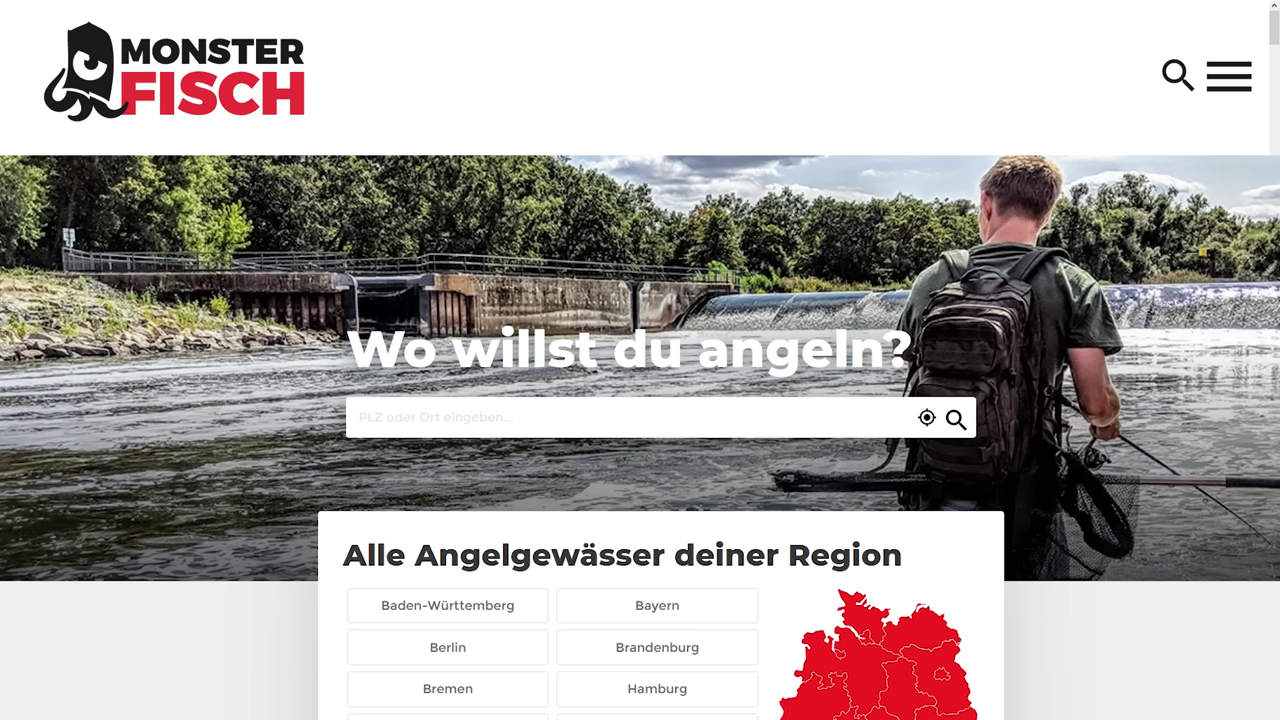 MONSTER
FISCH
Wo willst du angeln?
PLZ oder Ort eingeben...
Alle Angelgewässer deiner Region
Baden-Württemberg
Bayern
Berlin
Brandenburg
Bremen
Hamburg